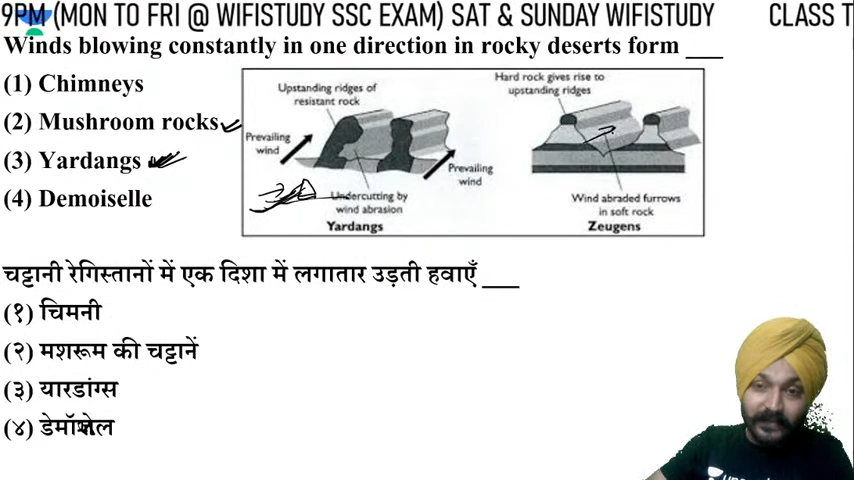 9PM (MON TO FRI @ WIFISTUDY SSC EXAM) SAT & SUNDAY WIFISTUDY CLASS T
Winds blowing constantly in one direction in rocky deserts form ___
(1) Chimneys
(2) Mushroom rocks
(3) Yardangs
(4) Demoiselle
Upstanding ridges of
resistant rock
Prevailing
wind
Prevailing
wind
Undercutting by
wind abrasion
Yardangs
Hard rock gives rise to
upstanding ridges
Wind abraded furrows
in soft rock
Zeugens
चट्टानी रेगिस्तानों में एक दिशा में लगातार उड़ती हवाएँ ___
(१) चिमनी
(२) मशरूम की चट्टानें
(३) यारडांग्स
(४)